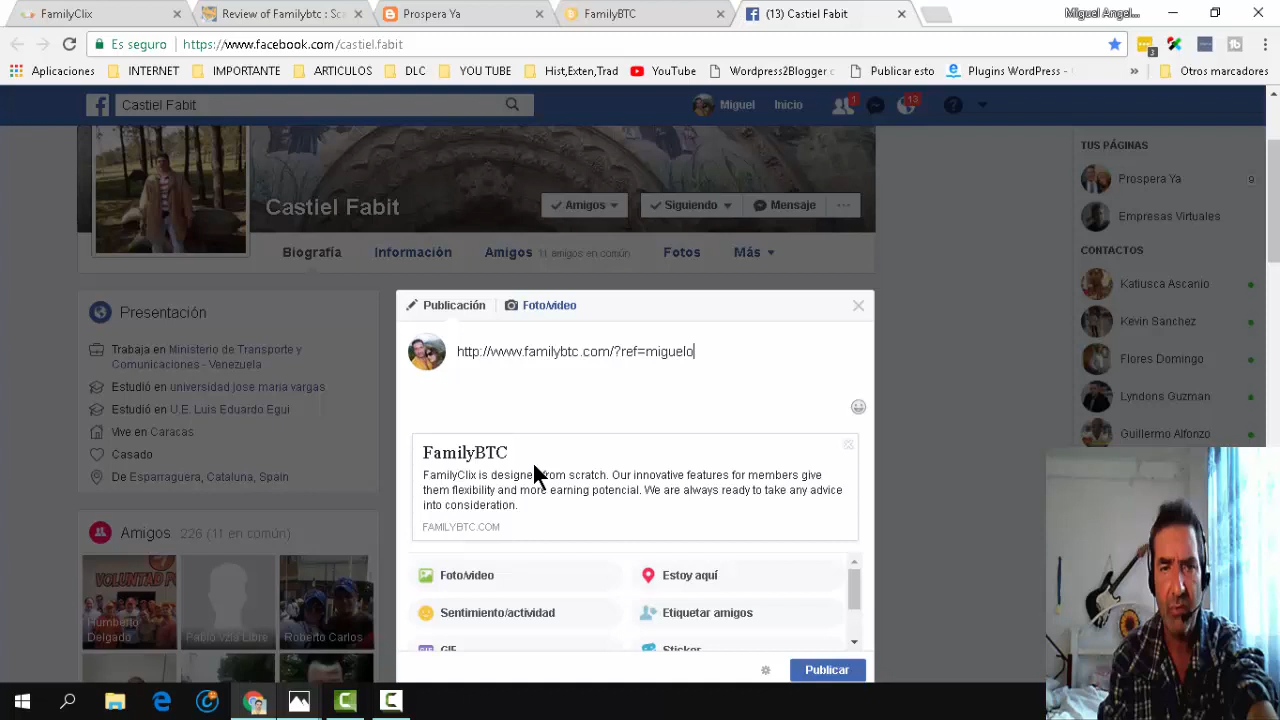 FamilyClix
Review of Familybtc : Sc
Prospera Ya
FamilyBTC
(13) Castiel Fabit
Miguel Angel...
Es seguro
https://www.facebook.com/castiel.fabit
3
Aplicaciones
INTERNET
IMPORTANTE
ARTICULOS
DLC
YOU TUBE
Hist,Exten,Trad
YouTube
Wordpress2Blogger c
Publicar esto
Plugins WordPress -
»
Otros marcadores
Castiel Fabit
Miguel
Inicio
1
13
Castiel Fabit
Amigos
Siguiendo
Mensaje
...
Biografía
Información
Amigos 11 amigos en común
Fotos
Más
TUS PÁGINAS
Prospera Ya
9
Empresas Virtuales
CONTACTOS
Katiusca Ascanio
Kevin Sanchez
Flores Domingo
Lyndons Guzman
Guillermo Alfonzo
Presentación
Trabaja en Ministerio de Transporte y
Comunicaciones - Venezuela
Estudió en universidad jose maria vargas
Estudió en U.E. Luis Eduardo Egui
Vive en Caracas
Casado
De Esparraguera, Cataluña, Spain
Amigos 226 (11 en común)
VOLUNTAD
Humberto
Delgado
Pablo Vzla Libre
Roberto Carlos
Publicación
Foto/video
http://www.familybtc.com/?ref=miguelo
FamilyBTC
FamilyClix is designed from scratch. Our innovative features for members give
them flexibility and more earning potencial. We are always ready to take any advice
into consideration.
FAMILYBTC.COM
Foto/video
Estoy aquí
Sentimiento/actividad
Etiquetar amigos
GIF
Sticker
Publicar